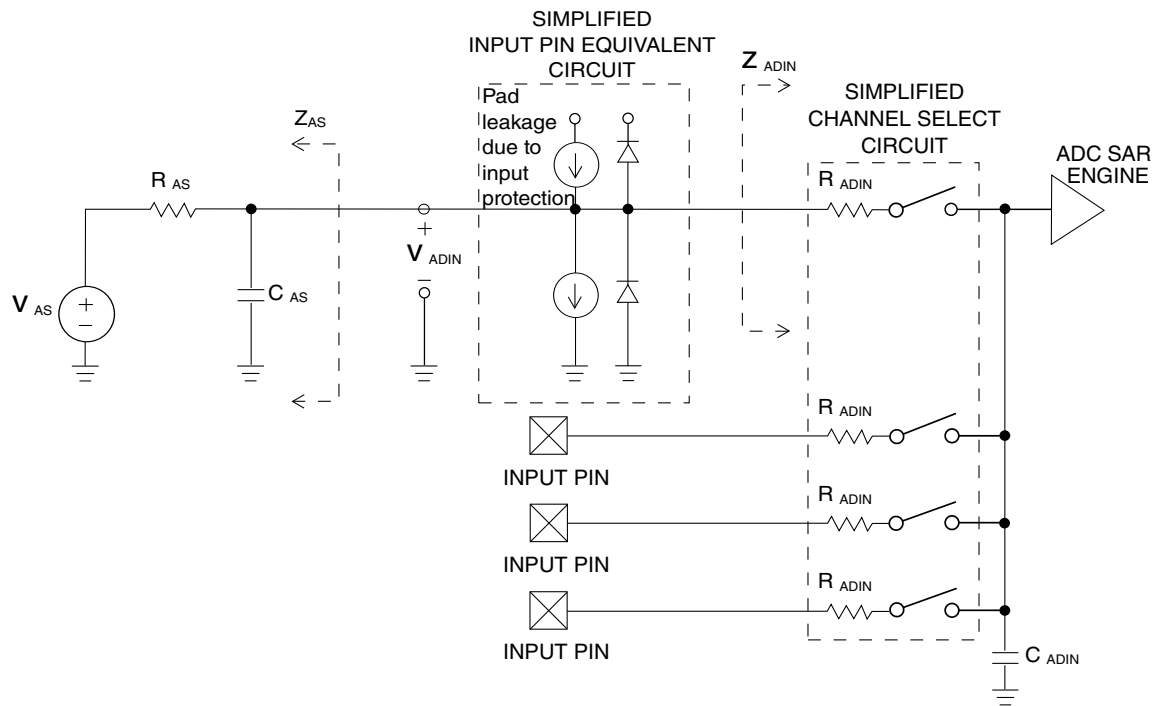 SIMPLIFIED
INPUT PIN EQUIVALENT
CIRCUIT
Pad
leakage
due to
input
protection
Z ADIN
SIMPLIFIED
CHANNEL SELECT
CIRCUIT
ADC SAR
ENGINE
Z AS
R AS
R ADIN
+
V ADIN
–
C AS
V AS
+
–
R ADIN
INPUT PIN
R ADIN
INPUT PIN
R ADIN
INPUT PIN
C ADIN